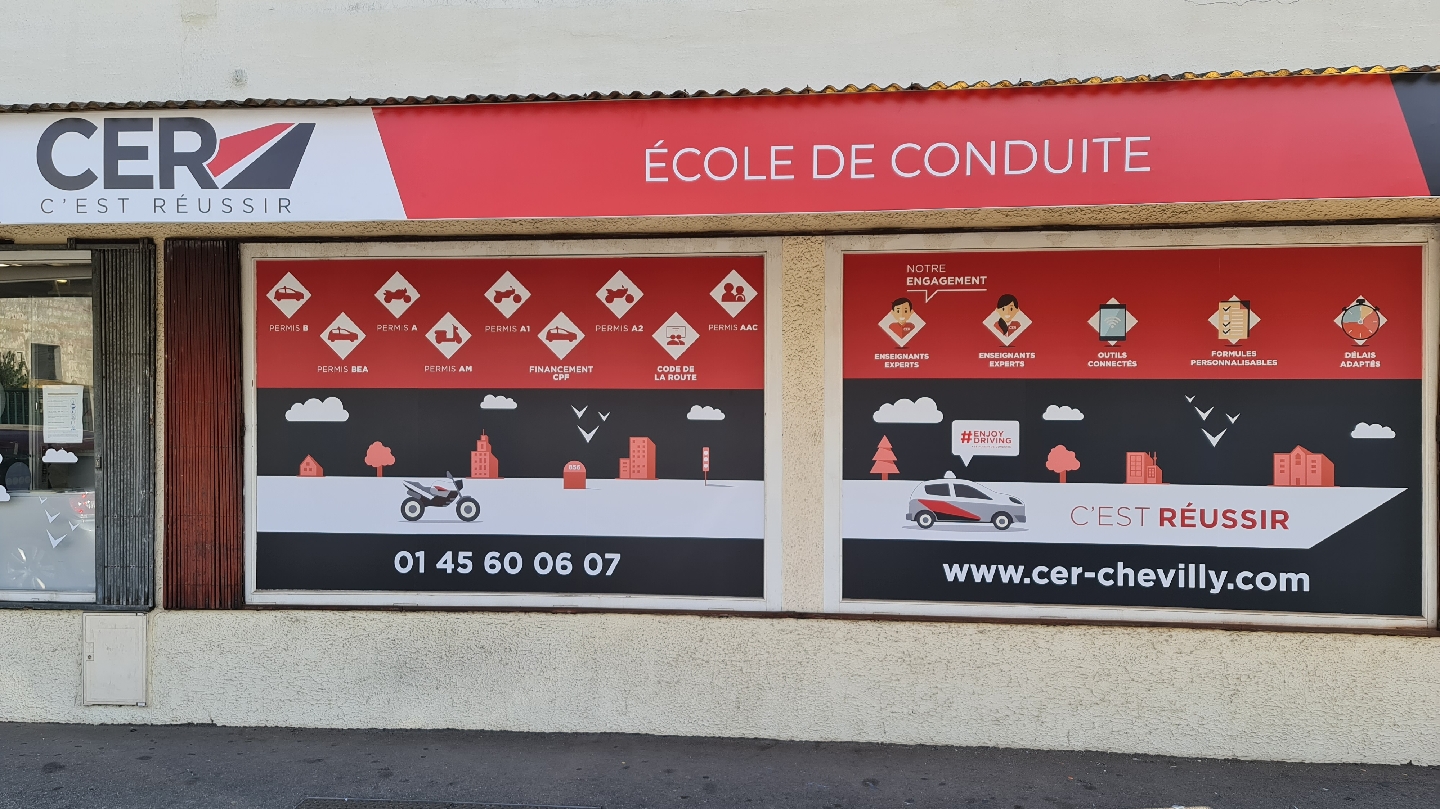 CER
C'EST RÉUSSIR
ÉCOLE DE CONDUITE
PERMIS B
PERMIS A
PERMIS A1
PERMIS A2
PERMIS AAC
PERMIS BEA
PERMIS AM
FINANCEMENT
CPF
CODE DE
LA ROUTE
01 45 60 06 07
NOTRE
ENGAGEMENT
ENSEIGNANTS
EXPERTS
ENSEIGNANTS
EXPERTS
OUTILS
CONNECTÉS
FORMULES
PERSONNALISABLES
DÉLAIS
ADAPTÉS
#ENJOY
DRIVING
C'EST RÉUSSIR
www.cer-chevilly.com